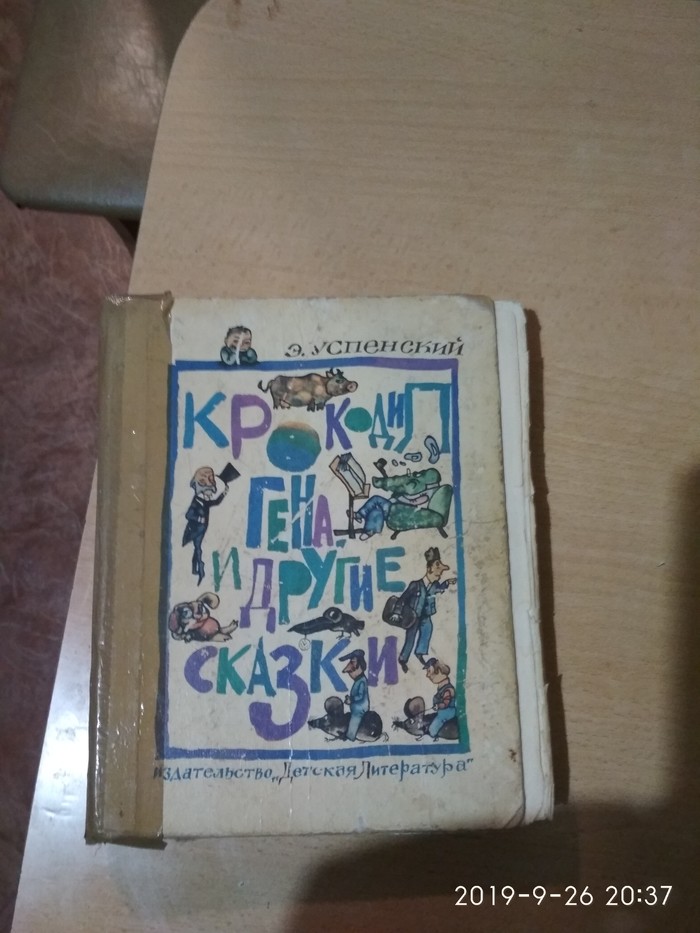 Э. Успенский
КРОКОДИЛ
ГЕНА
И ДРУГИЕ
СКАЗКИ
издательство „Детская Литература"
2019-9-26 20:37